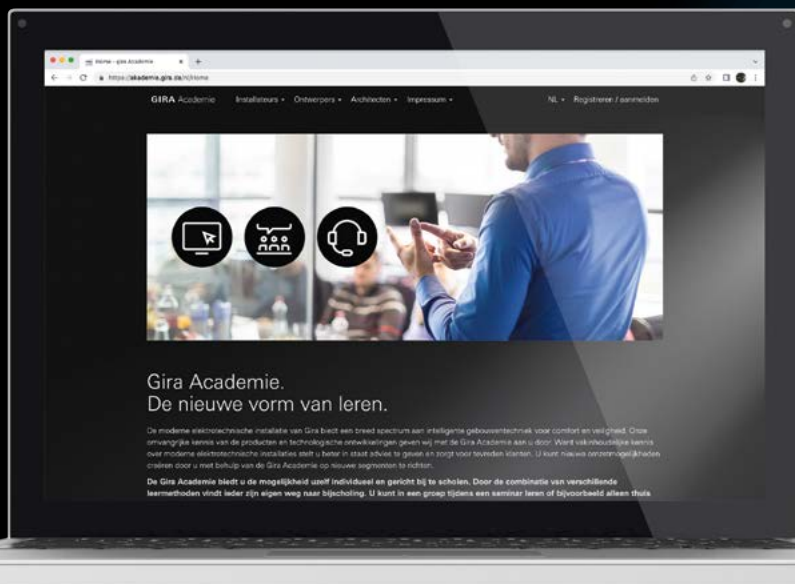 Home - gira Academie
https://akademie.gira.de/nl/Home
GIRA Academie Installateurs Ontwerpers Architecten Impressum NL Registreren / aanmelden
Gira Academie.
De nieuwe vorm van leren.
De moderne elektrotechnische installatie van Gira biedt een breed spectrum aan intelligente gebouwentechniek voor comfort en veiligheid. Onze
omvangrijke kennis van de producten en technologische ontwikkelingen geven wij met de Gira Academie aan u door. Want vakinhoudelijke kennis
over moderne elektrotechnische installaties stelt u beter in staat advies te geven en zorgt voor tevreden klanten. U kunt nieuwe omzetmogelijkheden
creëren door u met behulp van de Gira Academie op nieuwe segmenten te richten.
De Gira Academie biedt u de mogelijkheid uzelf individueel en gericht bij te scholen. Door de combinatie van verschillende
leermethoden vindt ieder zijn eigen weg naar bijscholing. U kunt in een groep tijdens een seminar leren of bijvoorbeeld alleen thuis